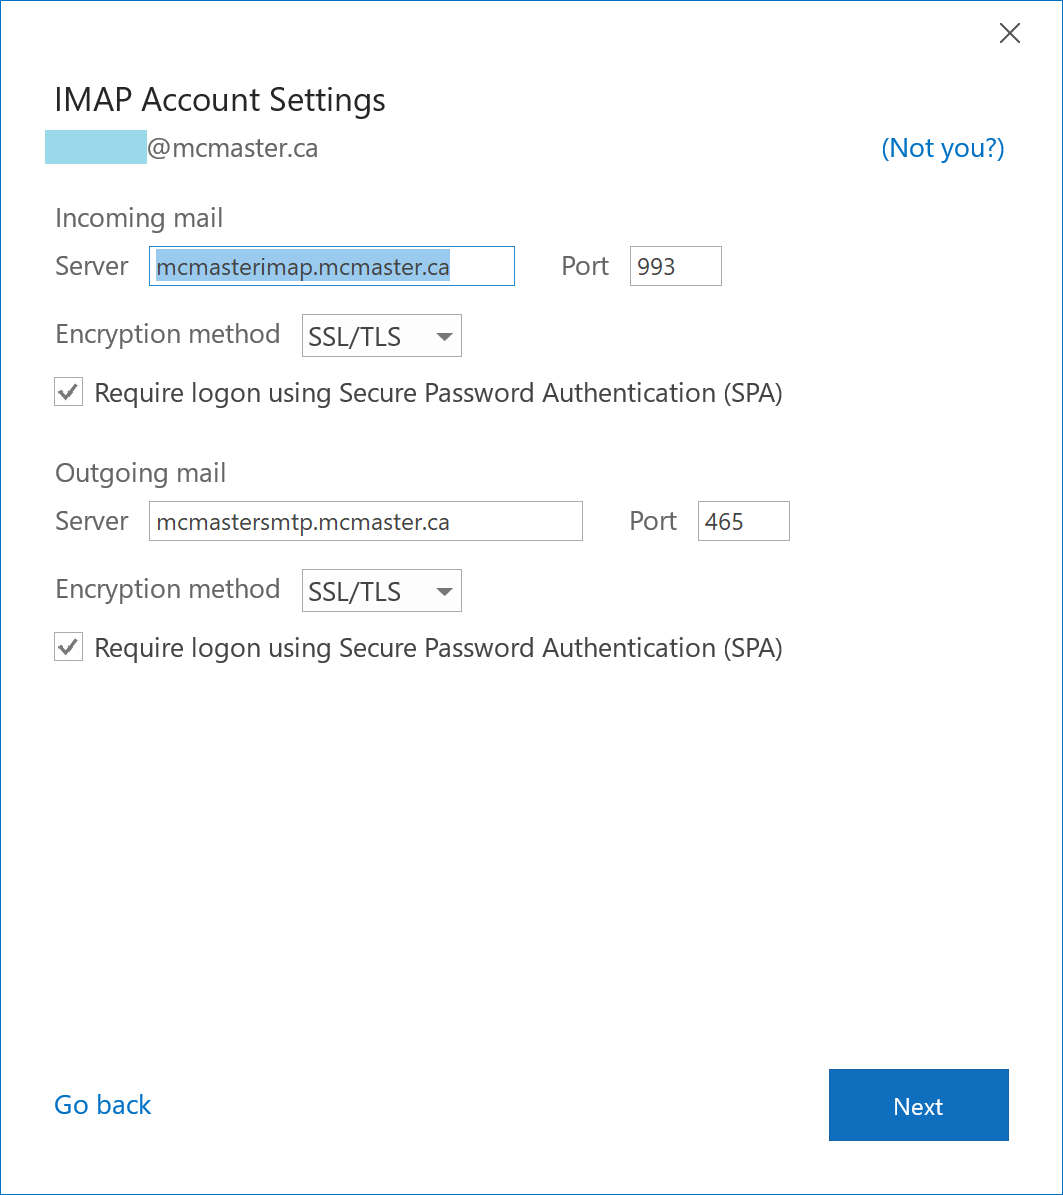 IMAP Account Settings
@mcmaster.ca (Not you?)
Incoming mail
Server mcmasterimap.mcmaster.ca Port 993
Encryption method SSL/TLS
Require logon using Secure Password Authentication (SPA)
Outgoing mail
Server mcmastersmtp.mcmaster.ca Port 465
Encryption method SSL/TLS
Require logon using Secure Password Authentication (SPA)
Go back Next